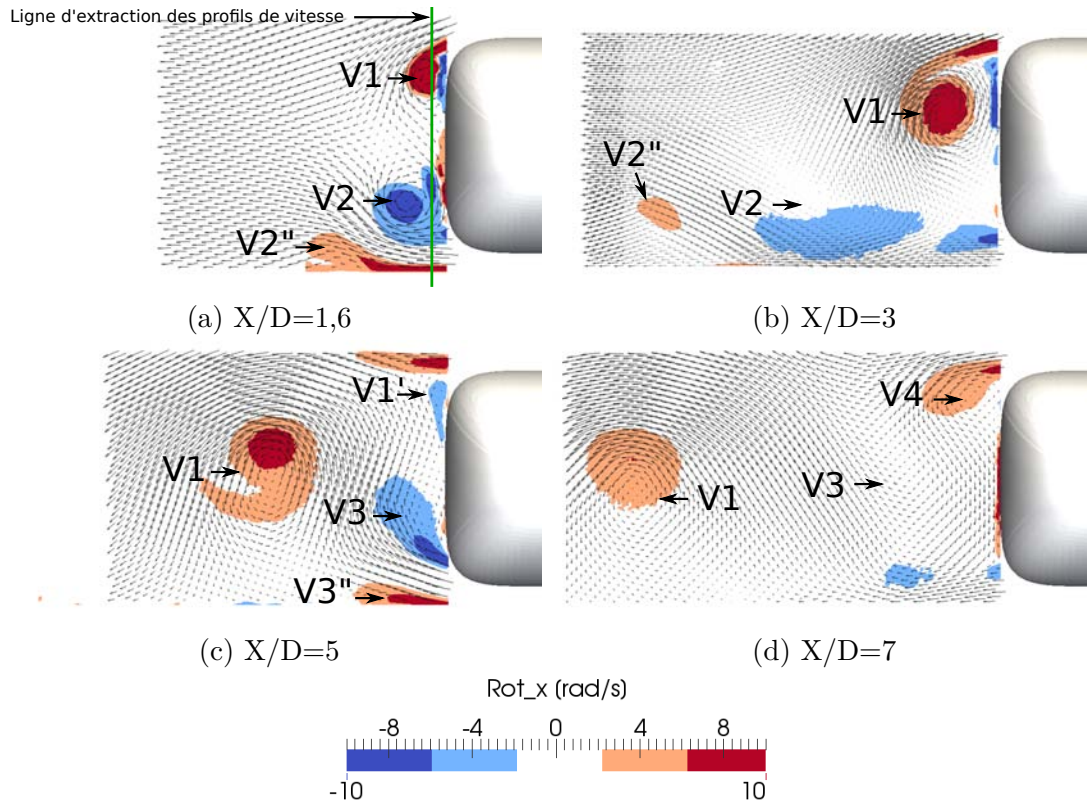 Ligne d'extraction des profils de vitesse
V1
V2
V2"
(a) X/D=1,6
V1
V2"
V2
(b) X/D=3
V1'
V1
V3
V3"
(c) X/D=5
V4
V3
V1
(d) X/D=7
Rot_x (rad/s)
-8 -4 0 4 8
-10 10